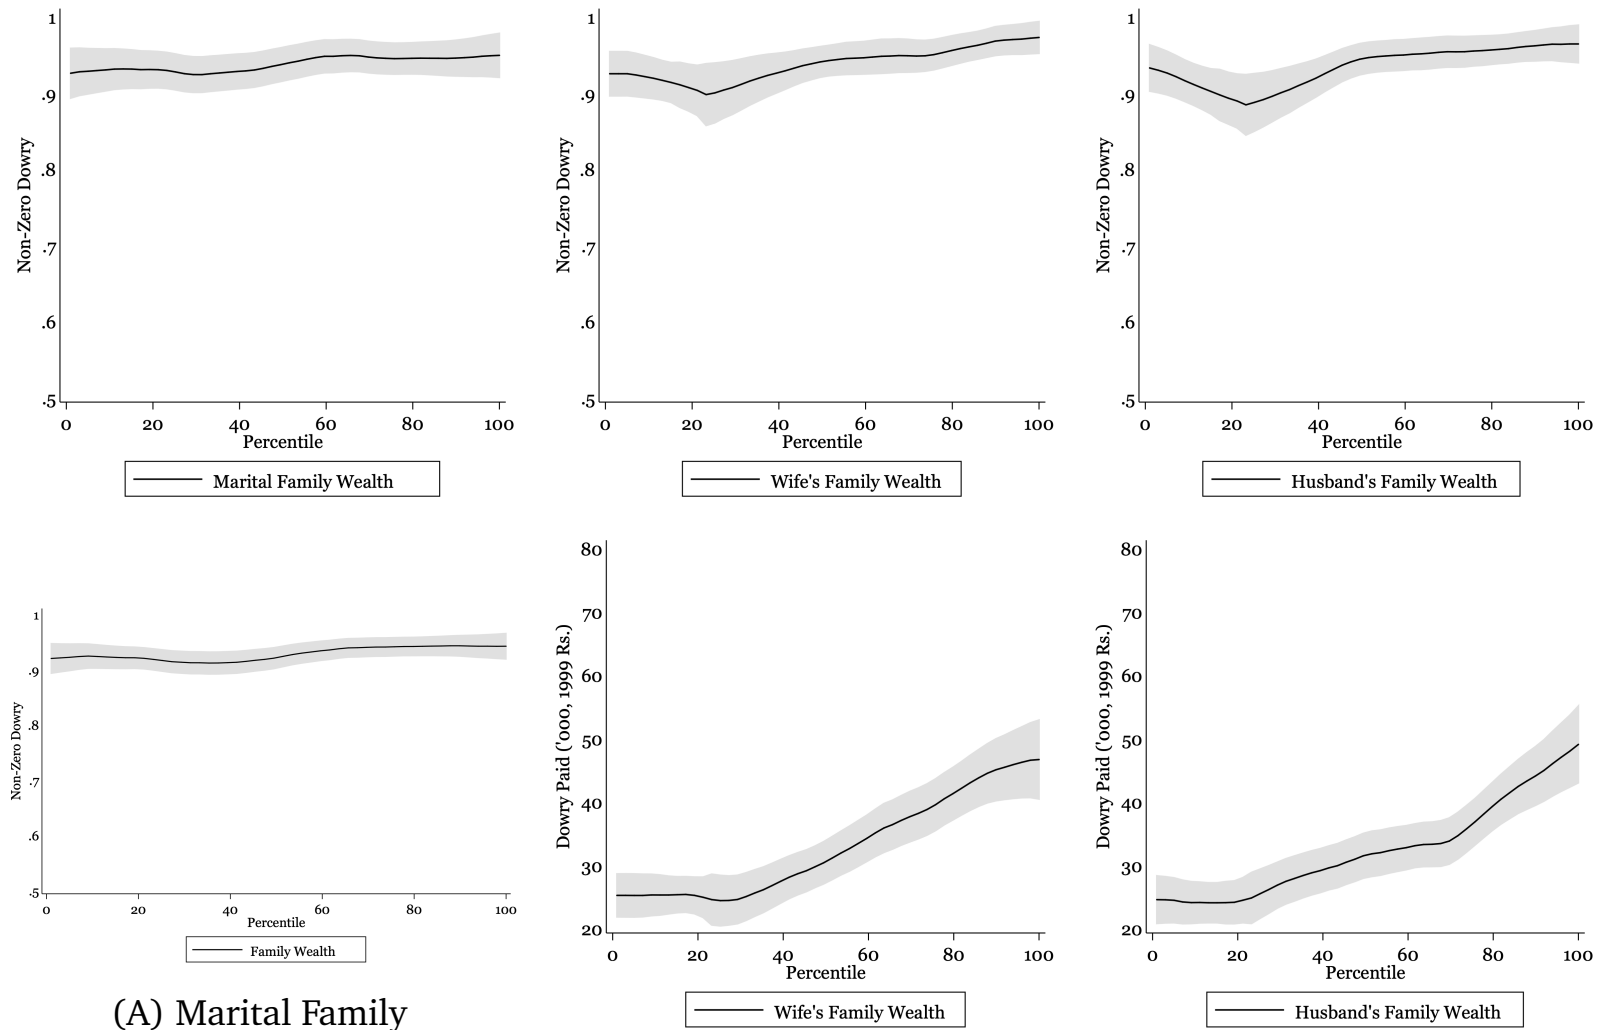 1
.9
.8
.7
.6
.5
Non-Zero Dowry
0 20 40 60 80 100
Percentile
Marital Family Wealth
1
.9
.8
.7
.6
.5
Non-Zero Dowry
0 20 40 60 80 100
Percentile
Wife's Family Wealth
1
.9
.8
.7
.6
.5
Non-Zero Dowry
0 20 40 60 80 100
Percentile
Husband's Family Wealth
1
.9
.8
.7
.6
.5
Non-Zero Dowry
0 20 40 60 80 100
Percentile
Family Wealth
(A) Marital Family
80
70
60
50
40
30
20
Dowry Paid ('000, 1999 Rs.)
0 20 40 60 80 100
Percentile
Wife's Family Wealth
80
70
60
50
40
30
20
Dowry Paid ('000, 1999 Rs.)
0 20 40 60 80 100
Percentile
Husband's Family Wealth